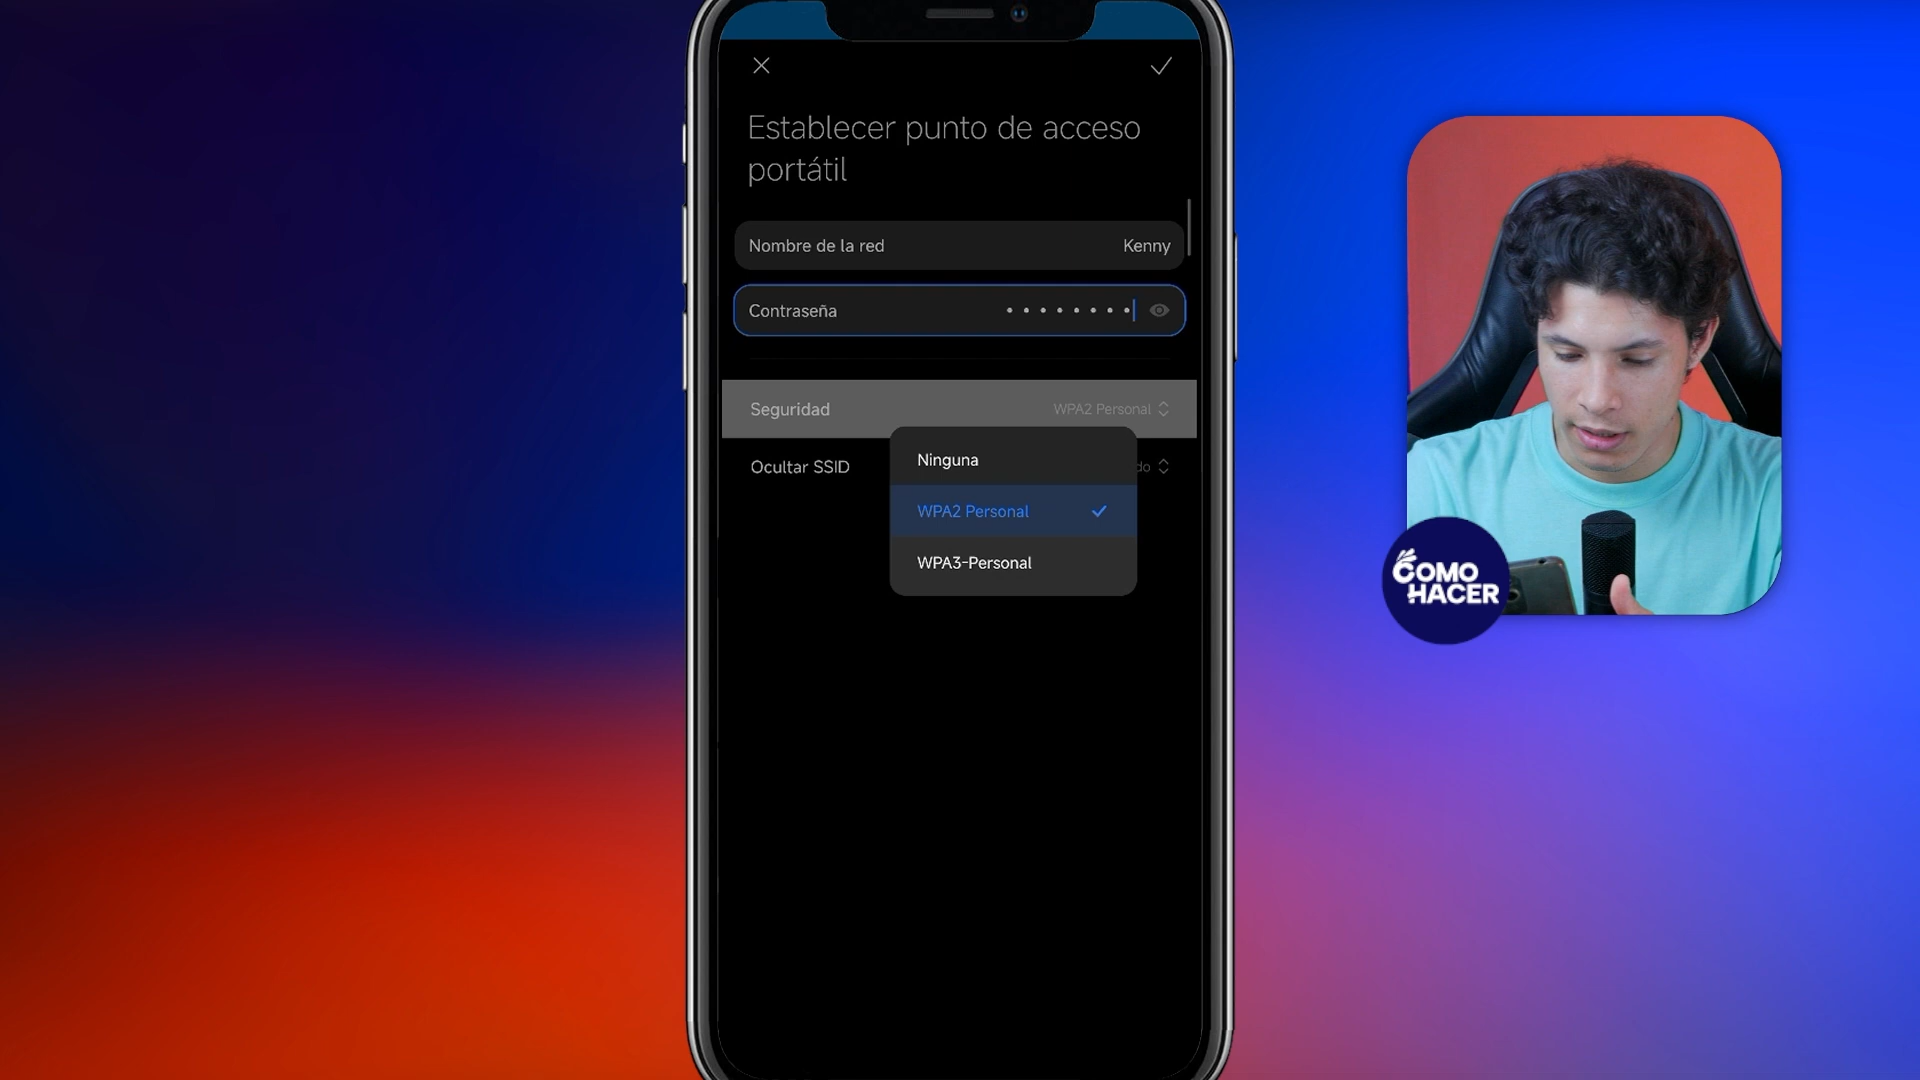 Establecer punto de acceso
portátil
Nombre de la red Kenny
Contraseña
Seguridad WPA2 Personal
Ninguna
Ocultar SSID do
WPA2 Personal
WPA3-Personal
COMO
HACER